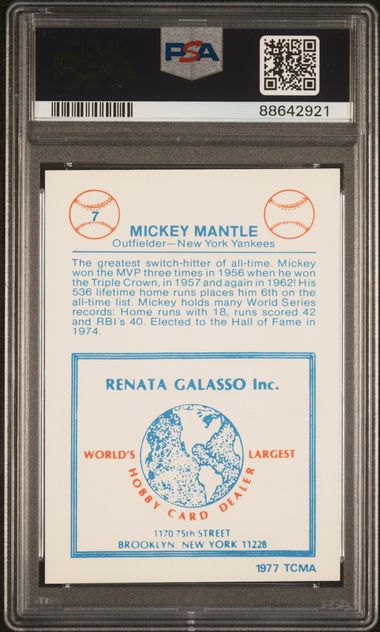 PSA
88642921
7
MICKEY MANTLE
Outfielder—New York Yankees
The greatest switch-hitter of all-time. Mickey
won the MVP three times in 1956 when he won
the Triple Crown, in 1957 and again in 1962! His
536 lifetime home runs places him 6th on the
all-time list. Mickey holds many World Series
records: Home runs with 18, runs scored 42
and RBI's 40. Elected to the Hall of Fame in
1974.
RENATA GALASSO Inc.
WORLD'S LARGEST
HOBBY CARD DEALER
1170 75th STREET
BROOKLYN, NEW YORK 11228
1977 TCMA
PSA